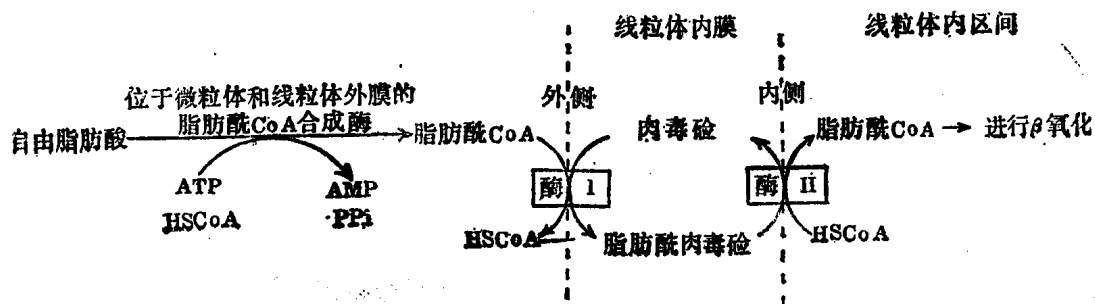 线粒体内膜
线粒体内区间
位于微粒体和线粒体外膜的
外侧
内侧
自由脂肪酸
脂肪酰CoA合成酶
脂肪酰CoA
肉毒硷
脂肪酰CoA
进行β氧化
ATP
AMP
酶 I
酶 II
HSCoA
PPi
HSCoA
脂肪酰肉毒硷
HSCoA